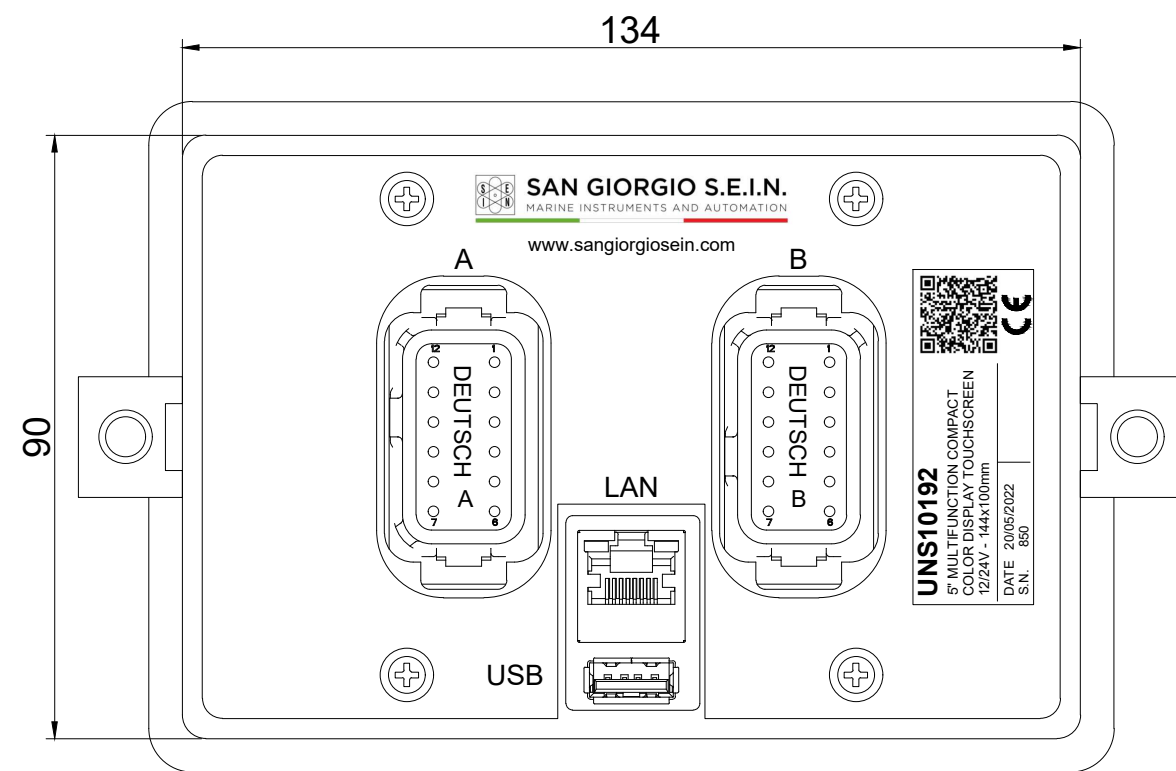 134
90
S E
I N
SAN GIORGIO S.E.I.N.
MARINE INSTRUMENTS AND AUTOMATION
www.sangiorgiosein.com
A
B
12 1
DEUTSCH
A
7 6
12 1
DEUTSCH
B
7 6
LAN
USB
UNS10192
5" MULTIFUNCTION COMPACT
COLOR DISPLAY TOUCHSCREEN
12/24V - 144x100mm
DATE 20/05/2022
S.N. 850
CE